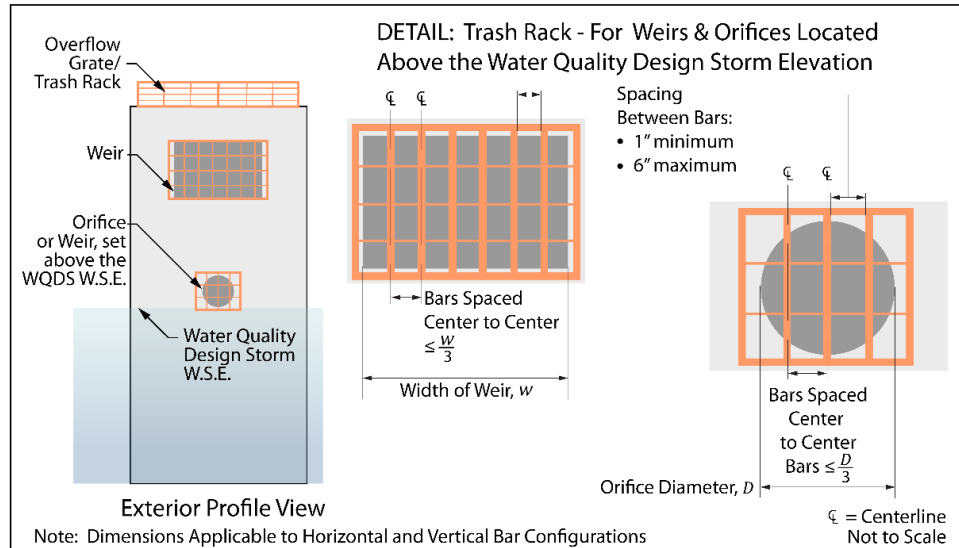 DETAIL: Trash Rack - For Weirs & Orifices Located
Above the Water Quality Design Storm Elevation
Overflow
Grate/
Trash Rack
Weir
Orifice
or Weir, set
above the
WQDS W.S.E.
Water Quality
Design Storm
W.S.E.
Exterior Profile View
℄ ℄
Bars Spaced
Center to Center
≤ W/3
Width of Weir, W
Spacing
Between Bars:
• 1” minimum
• 6” maximum
℄ ℄
Bars Spaced
Center
to Center
Bars ≤ D/3
Orifice Diameter, D
℄ = Centerline
Not to Scale
Note: Dimensions Applicable to Horizontal and Vertical Bar Configurations